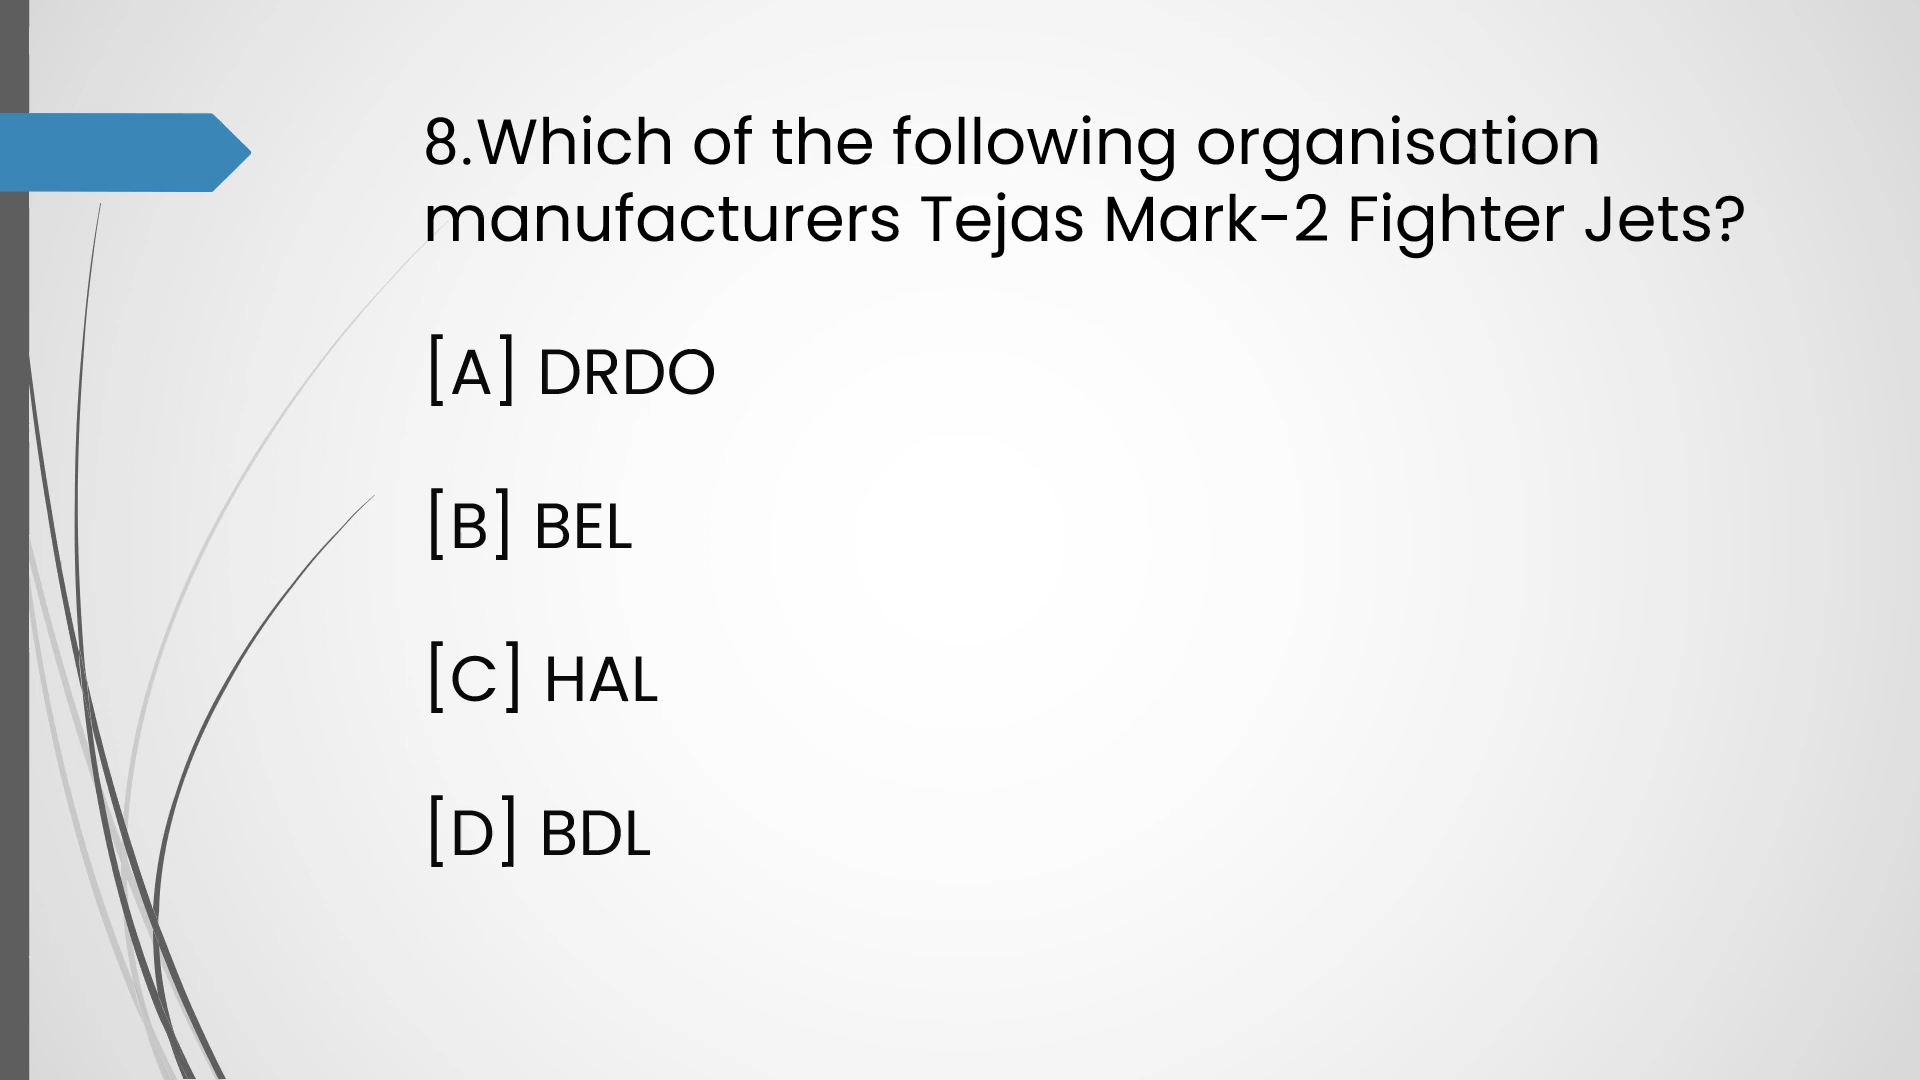 8.Which of the following organisation
manufacturers Tejas Mark-2 Fighter Jets?
[A] DRDO
[B] BEL
[C] HAL
[D] BDL